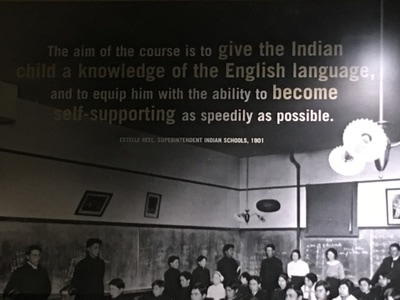 The aim of the course is to give the Indian
child a knowledge of the English language,
and to equip him with the ability to become
self-supporting as speedily as possible.
ESTELLE REEL, SUPERINTENDENT INDIAN SCHOOLS, 1901